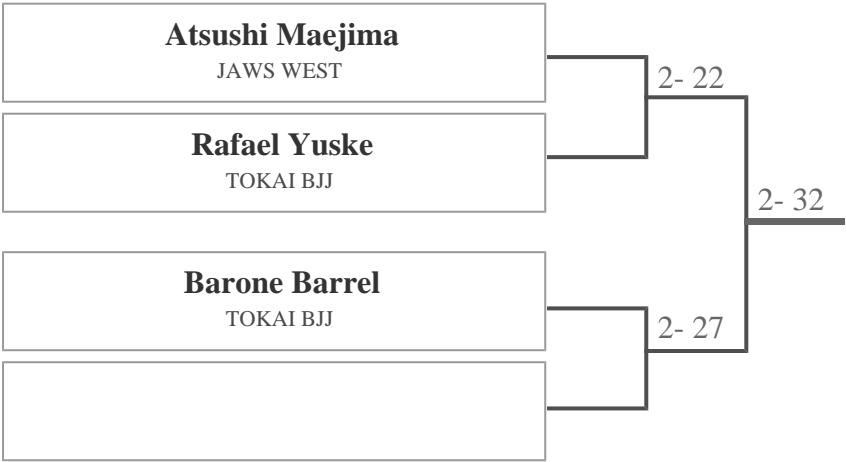 Atsushi Maejima
JAWS WEST
2- 22
Rafael Yuske
TOKAI BJJ
2- 32
Barone Barrel
TOKAI BJJ
2- 27